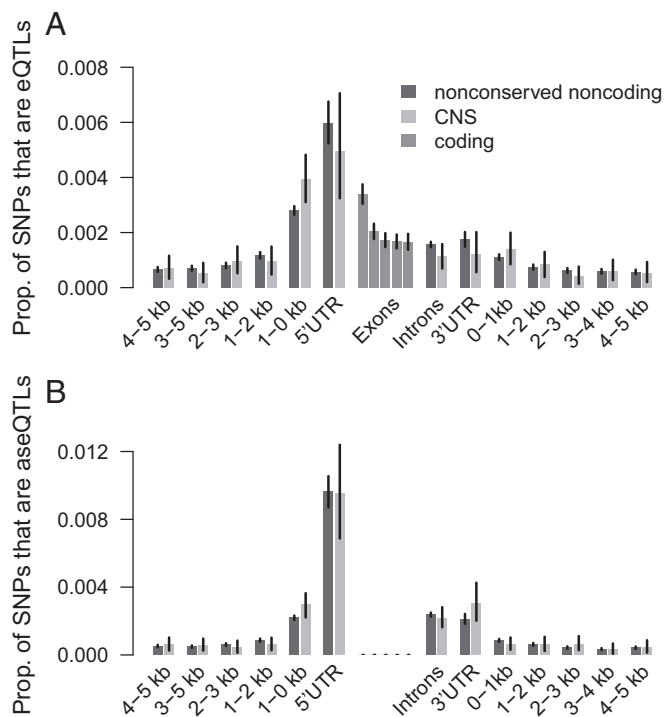 A
Prop. of SNPs that are eQTLs
0.008
0.006
0.004
0.002
0.000
nonconserved noncoding
CNS
coding
4–5 kb
3–5 kb
2–3 kb
1–2 kb
1–0 kb
5'UTR
Exons
Introns
3'UTR
0–1kb
1–2 kb
2–3 kb
3–4 kb
4–5 kb
B
Prop. of SNPs that are aseQTLs
0.012
0.008
0.004
0.000
4–5 kb
3–5 kb
2–3 kb
1–2 kb
1–0 kb
5'UTR
Introns
3'UTR
0–1kb
1–2 kb
2–3 kb
3–4 kb
4–5 kb